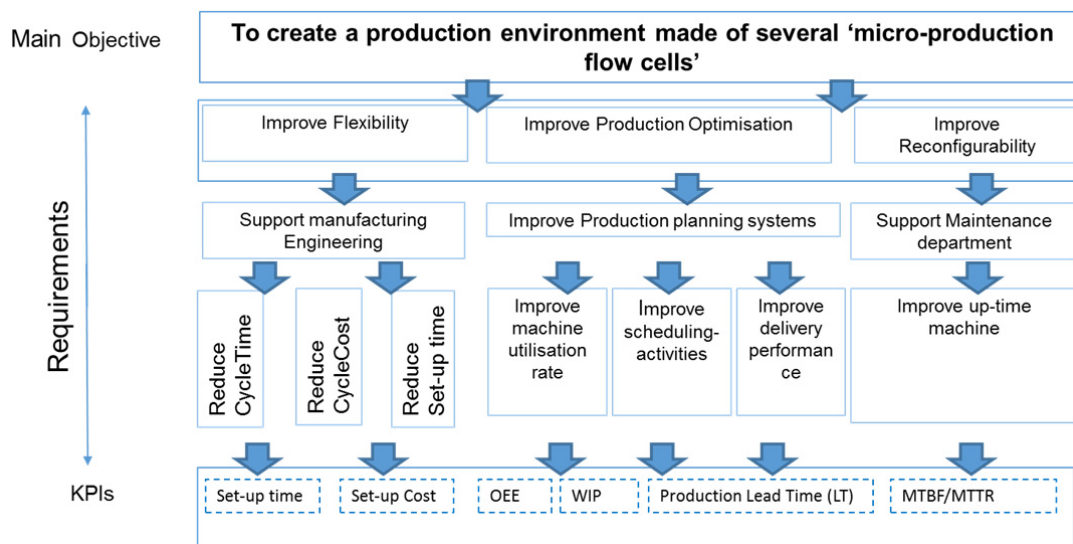 Main Objective
To create a production environment made of several ‘micro-production
flow cells’
Improve Flexibility
Improve Production Optimisation
Improve
Reconfigurability
Requirements
Support manufacturing
Engineering
Improve Production planning systems
Support Maintenance
department
Reduce
CycleTime
Reduce
CycleCost
Reduce
Set-up time
Improve
machine
utilisation
rate
Improve
scheduling-
activities
Improve
delivery
performan
ce
Improve up-time
machine
KPIs
Set-up time
Set-up Cost
OEE
WIP
Production Lead Time (LT)
MTBF/MTTR